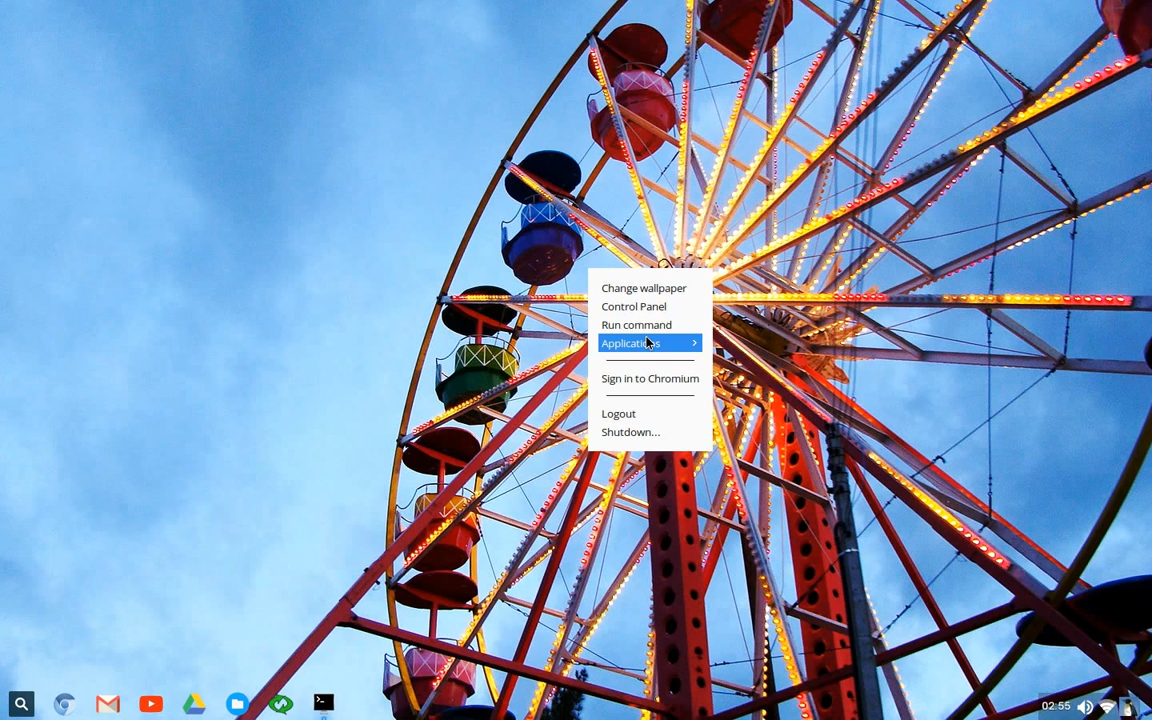 Change wallpaper
Control Panel
Run command
Applications
Sign in to Chromium
Logout
Shutdown...
02:55